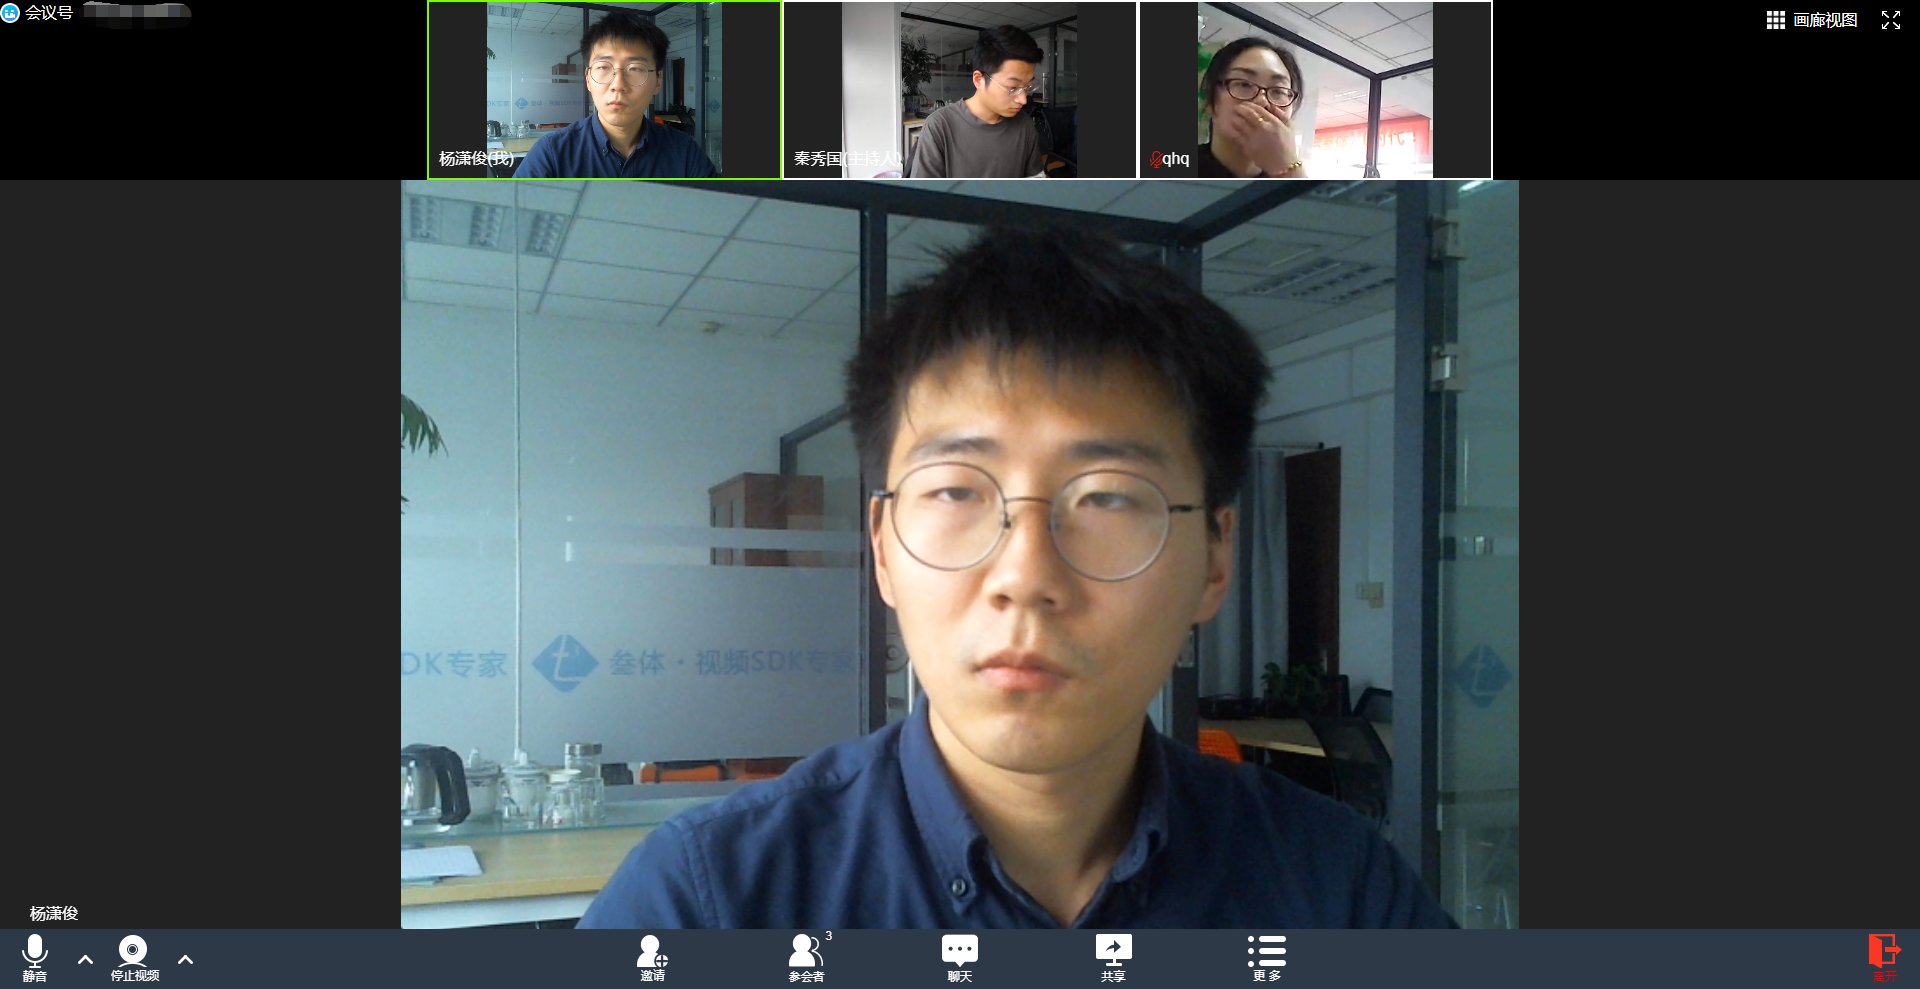 会议号
画廊视图
杨潇俊(我)
秦秀国(主持人)
qhq
DK专家
叁体·视频SDK专家
杨潇俊
静音
停止视频
邀请
3
参会者
聊天
共享
更多
离开